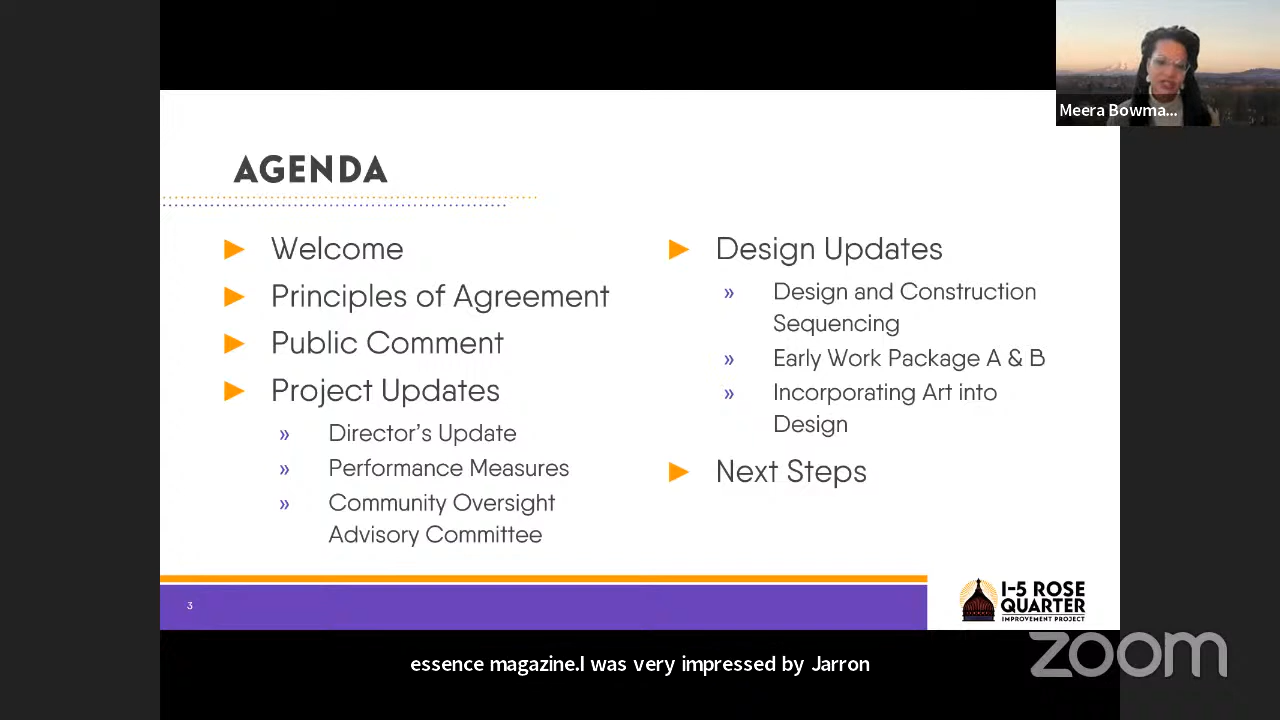 Meera Bowma...
AGENDA
Welcome
Principles of Agreement
Public Comment
Project Updates
» Director's Update
» Performance Measures
» Community Oversight
Advisory Committee
Design Updates
» Design and Construction
Sequencing
» Early Work Package A & B
» Incorporating Art into
Design
Next Steps
3
I-5 ROSE
QUARTER
IMPROVEMENT PROJECT
essence magazine.I was very impressed by Jarron
zoom